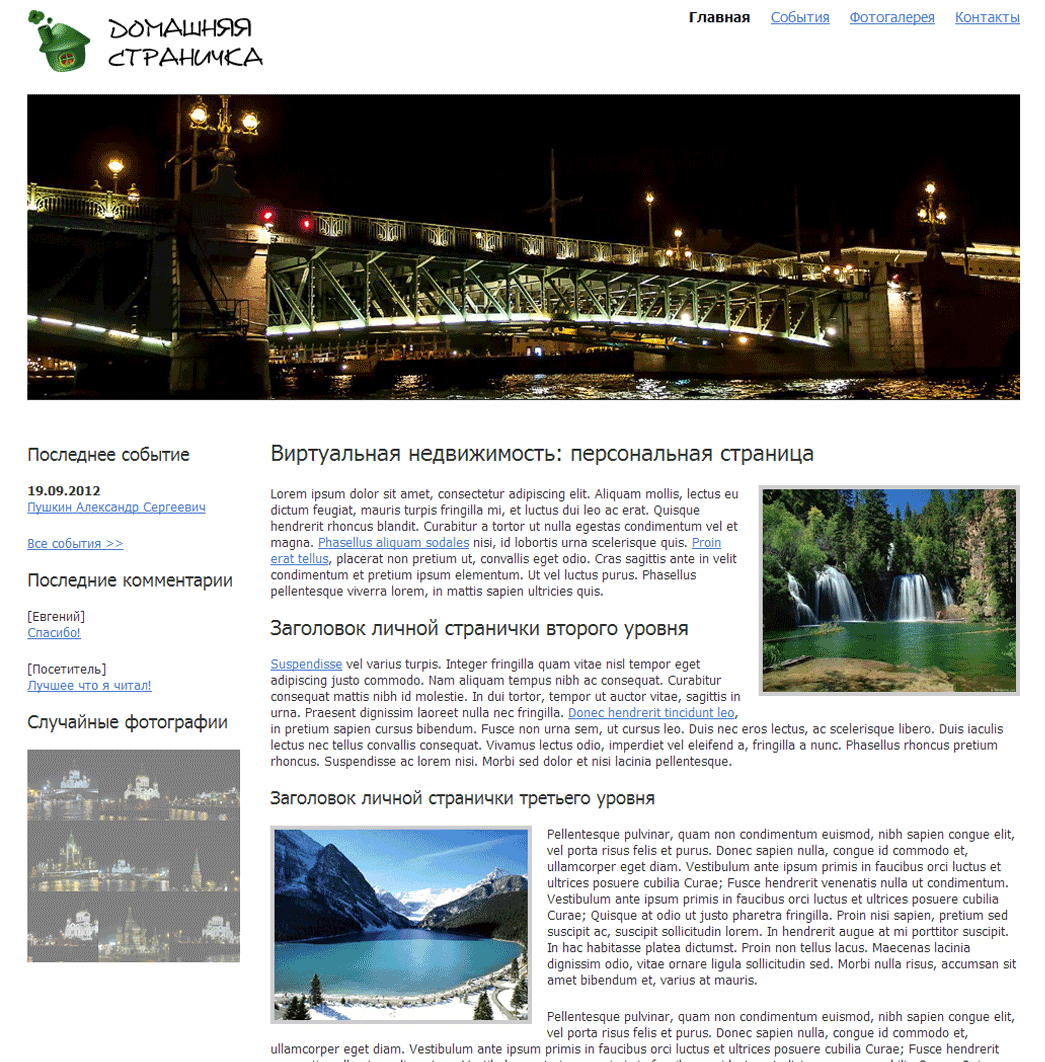 ДОМАШНЯЯ
СТРАНИЧКА
Главная События Фотогалерея Контакты
Последнее событие
19.09.2012
Пушкин Александр Сергеевич
Все события >>
Последние комментарии
[Евгений]
Спасибо!
[Посетитель]
Лучшее что я читал!
Случайные фотографии
Виртуальная недвижимость: персональная страница
Lorem ipsum dolor sit amet, consectetur adipiscing elit. Aliquam mollis, lectus eu
dictum feugiat, mauris turpis fringilla mi, et luctus dui leo ac erat. Quisque
hendrerit rhoncus blandit. Curabitur a tortor ut nulla egestas condimentum vel et
magna. Phasellus aliquam sodales nisi, id lobortis urna scelerisque quis. Proin
erat tellus, placerat non pretium ut, convallis eget odio. Cras sagittis ante in velit
condimentum et pretium ipsum elementum. Ut vel luctus purus. Phasellus
pellentesque viverra lorem, in mattis sapien ultricies quis.
Заголовок личной странички второго уровня
Suspendisse vel varius turpis. Integer fringilla quam vitae nisl tempor eget
adipiscing justo commodo. Nam aliquam tempus nibh ac consequat. Curabitur
consequat mattis nibh id molestie. In dui tortor, tempor ut auctor vitae, sagittis in
urna. Praesent dignissim laoreet nulla nec fringilla. Donec hendrerit tincidunt leo,
in pretium sapien cursus bibendum. Fusce non urna sem, ut cursus leo. Duis nec eros lectus, ac scelerisque libero. Duis iaculis
lectus nec tellus convallis consequat. Vivamus lectus odio, imperdiet vel eleifend a, fringilla a nunc. Phasellus rhoncus pretium
rhoncus. Suspendisse ac lorem nisi. Morbi sed dolor et nisi lacinia pellentesque.
Заголовок личной странички третьего уровня
Pellentesque pulvinar, quam non condimentum euismod, nibh sapien congue elit,
vel porta risus felis et purus. Donec sapien nulla, congue id commodo et,
ullamcorper eget diam. Vestibulum ante ipsum primis in faucibus orci luctus et
ultrices posuere cubilia Curae; Fusce hendrerit venenatis nulla ut condimentum.
Vestibulum ante ipsum primis in faucibus orci luctus et ultrices posuere cubilia
Curae; Quisque at odio ut justo pharetra fringilla. Proin nisi sapien, pretium sed
suscipit ac, suscipit sollicitudin lorem. In hendrerit augue at mi porttitor suscipit.
In hac habitasse platea dictumst. Proin non tellus lacus. Maecenas lacinia
dignissim odio, vitae ornare ligula sollicitudin sed. Morbi nulla risus, accumsan sit
amet bibendum et, varius at mauris.
Pellentesque pulvinar, quam non condimentum euismod, nibh sapien congue elit,
vel porta risus felis et purus. Donec sapien nulla, congue id commodo et,
ullamcorper eget diam. Vestibulum ante ipsum primis in faucibus orci luctus et ultrices posuere cubilia Curae; Fusce hendrerit